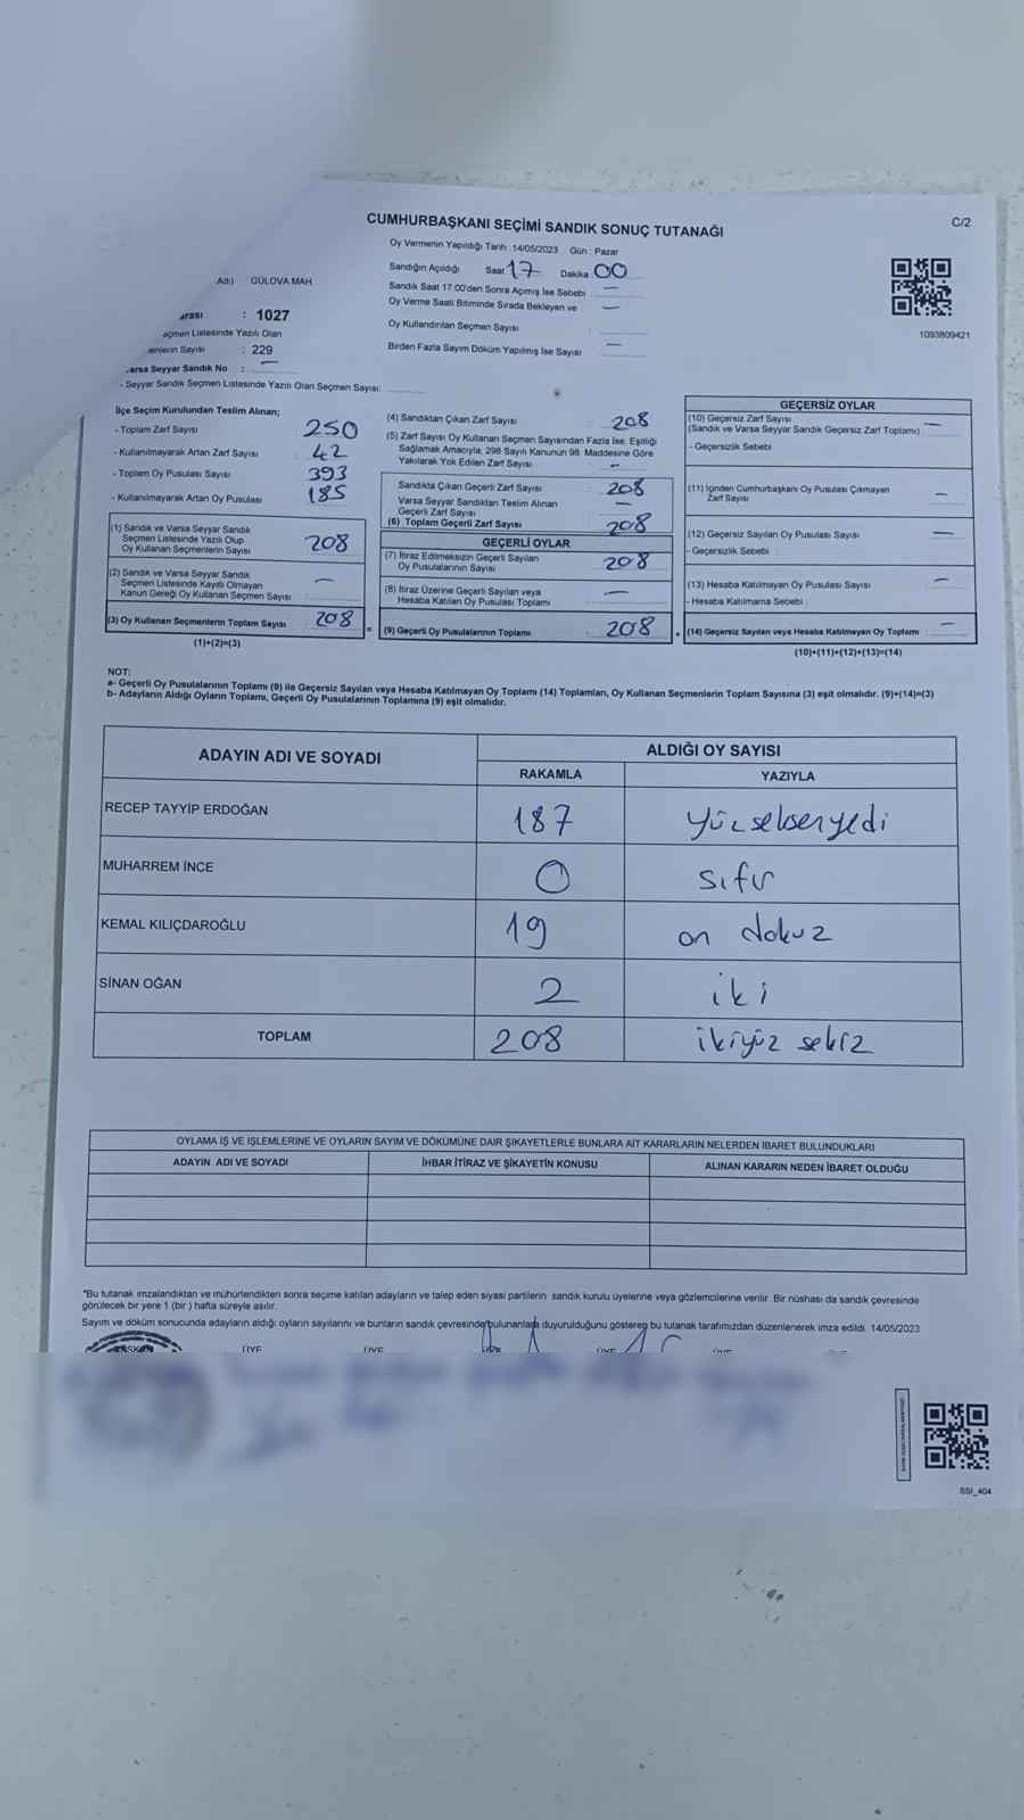 CUMHURBAŞKANI SEÇİMİ SANDIK SONUÇ TUTANAĞI
C/2
Oy Vermenin Yapıldığı Tarih :14/05/2023 Gün : Pazar
Sandığın Açıldığı Saat 17 Dakika 00
Sandık Saat 17:00'den Sonra Açımış İse Sebebi —
Oy Verme Saati Bitiminde Sırada Bekleyen ve —
Oy Kullandırılan Seçmen Sayısı :
Birden Fazla Sayım Döküm Yapılmış İse Sayısı —
1093809421
Adı) GÜLOVA MAH
arası : 1027
eçmen Listesinde Yazılı Olan
enlerin Sayısı : 229
arsa Seyyar Sandık No : —
- Seyyar Sandık Seçmen Listesinde Yazılı Olan Seçmen Sayısı:
İlçe Seçim Kurulundan Teslim Alınan;
- Toplam Zarf Sayısı 250
- Kullanılmayarak Artan Zarf Sayısı 42
- Toplam Oy Pusulası Sayısı 393
- Kullanılmayarak Artan Oy Pusulası 185
(1) Sandık ve Varsa Seyyar Sandık
Seçmen Listesinde Yazılı Olup
Oy Kullanan Seçmenlerin Sayısı 208
(2) Sandık ve Varsa Seyyar Sandık
Seçmen Listesinde Kayıtlı Olmayan
Kanun Gereği Oy Kullanan Seçmen Sayısı —
(3) Oy Kullanan Seçmenlerin Toplam Sayısı 208
(1)+(2)=(3)
(4) Sandıktan Çıkan Zarf Sayısı 208
(5) Zarf Sayısı Oy Kullanan Seçmen Sayısından Fazla İse, Eşitliği
Sağlamak Amacıyla, 298 Sayılı Kanunun 98. Maddesine Göre
Yakılarak Yok Edilen Zarf Sayısı —
Sandıkta Çıkan Geçerli Zarf Sayısı 208
Varsa Seyyar Sandıktan Teslim Alınan
Geçerli Zarf Sayısı —
(6) Toplam Geçerli Zarf Sayısı 208
GEÇERLİ OYLAR
(7) İtiraz Edilmeksizin Geçerli Sayılan
Oy Pusulalarının Sayısı 208
(8) İtiraz Üzerine Geçerli Sayılan veya
Hesaba Katılan Oy Pusulası Toplamı —
(9) Geçerli Oy Pusulalarının Toplamı 208
GEÇERSİZ OYLAR
(10) Geçersiz Zarf Sayısı
(Sandık ve Varsa Seyyar Sandık Geçersiz Zarf Toplamı) —
- Geçersizlik Sebebi
(11) İçinden Cumhurbaşkanı Oy Pusulası Çıkmayan
Zarf Sayısı —
(12) Geçersiz Sayılan Oy Pusulası Sayısı —
- Geçersizlik Sebebi
(13) Hesaba Katılmayan Oy Pusulası Sayısı —
- Hesaba Katılmama Sebebi :
(14) Geçersiz Sayılan veya Hesaba Katılmayan Oy Toplamı —
(10)+(11)+(12)+(13)=(14)
NOT:
a- Geçerli Oy Pusulalarının Toplamı (9) ile Geçersiz Sayılan veya Hesaba Katılmayan Oy Toplamı (14) Toplamları, Oy Kullanan Seçmenlerin Toplam Sayısına (3) eşit olmalıdır. (9)+(14)=(3)
b- Adayların Aldığı Oyların Toplamı, Geçerli Oy Pusulalarının Toplamına (9) eşit olmalıdır.
ADAYIN ADI VE SOYADI ALDIĞI OY SAYISI
RAKAMLA YAZIYLA
RECEP TAYYİP ERDOĞAN 187 yüzseksenyedi
MUHARREM İNCE 0 sıfır
KEMAL KILIÇDAROĞLU 19 on dokuz
SİNAN OĞAN 2 iki
TOPLAM 208 ikiyüz sekiz
OYLAMA İŞ VE İŞLEMLERİNE VE OYLARIN SAYIM VE DÖKÜMÜNE DAİR ŞİKAYETLERLE BUNLARA AİT KARARLARIN NELERDEN İBARET BULUNDUKLARI
ADAYIN ADI VE SOYADI İHBAR İTİRAZ VE ŞİKAYETİN KONUSU ALINAN KARARIN NEDEN İBARET OLDUĞU
*Bu tutanak imzalandıktan ve mühürlendikten sonra seçime katılan adayların ve talep eden siyasi partilerin sandık kurulu üyelerine veya gözlemcilerine verilir. Bir nüshası da sandık çevresinde
görülecek bir yere 1 (bir ) hafta süreyle asılır.
Sayım ve döküm sonucunda adayların aldığı oyların sayılarını ve bunların sandık çevresinde bulunanlara duyurulduğunu gösteren bu tutanak tarafımızdan düzenlenerek imza edildi. 14/05/2023
BAŞKAN ÜYE ÜYE ÜYE ÜYE ÜYE
SSI_404